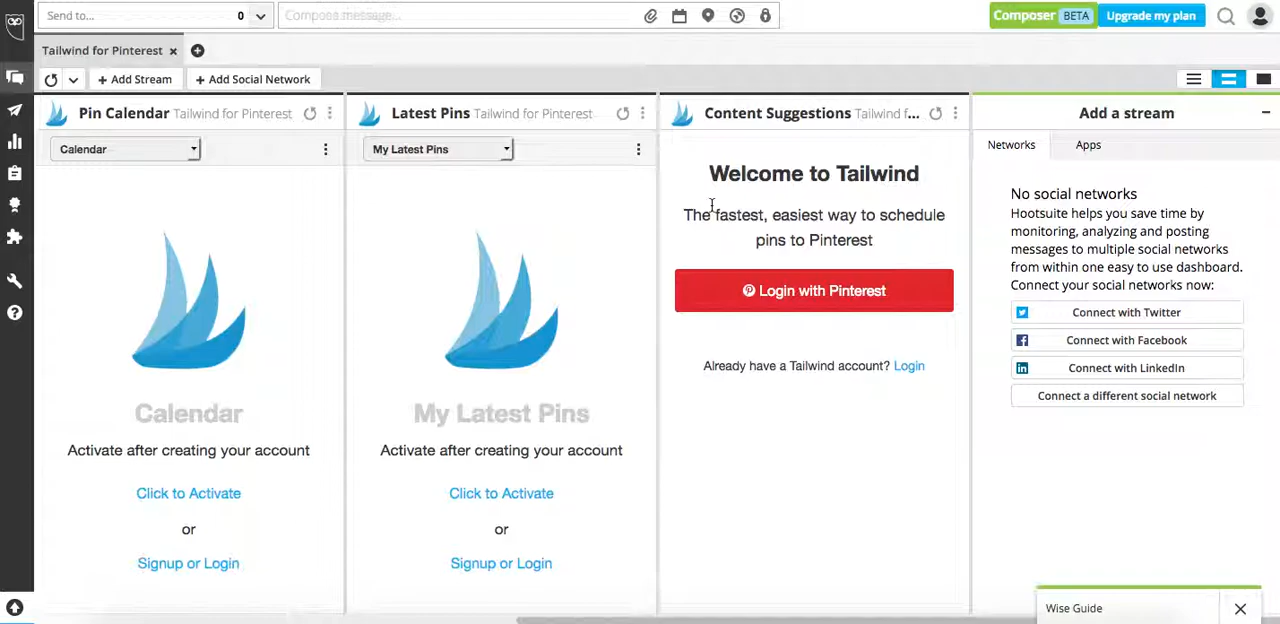 Send to... 0 Compose message... Composer BETA Upgrade my plan
Tailwind for Pinterest
Add Stream Add Social Network
Pin Calendar Tailwind for Pinterest
Calendar
Calendar
Activate after creating your account
Click to Activate
or
Signup or Login
Latest Pins Tailwind for Pinterest
My Latest Pins
My Latest Pins
Activate after creating your account
Click to Activate
or
Signup or Login
Content Suggestions Tailwind f...
Welcome to Tailwind
The fastest, easiest way to schedule
pins to Pinterest
Login with Pinterest
Already have a Tailwind account? Login
Add a stream
Networks Apps
No social networks
Hootsuite helps you save time by
monitoring, analyzing and posting
messages to multiple social networks
from within one easy to use dashboard.
Connect your social networks now:
Connect with Twitter
Connect with Facebook
Connect with LinkedIn
Connect a different social network
Wise Guide